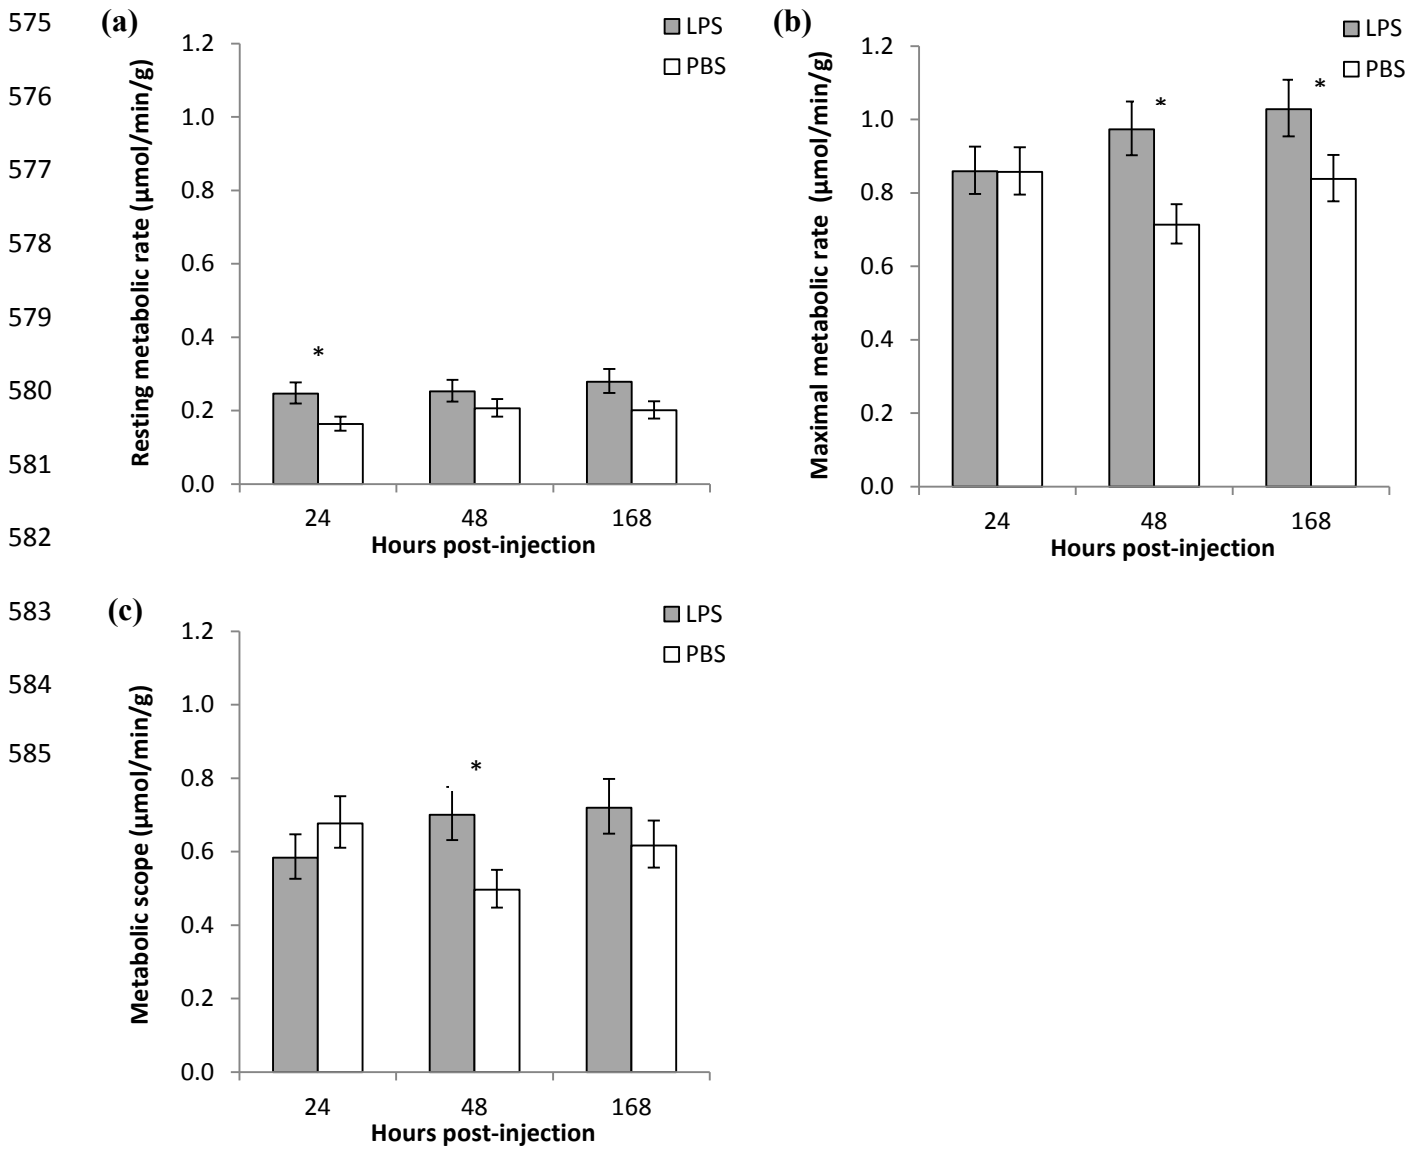 575
576
577
578
579
580
581
582
583
584
585
(a)
LPS
PBS
Resting metabolic rate (µmol/min/g)
1.2
1.0
0.8
0.6
0.4
0.2
0.0
*
24 48 168
Hours post-injection
(b)
LPS
PBS
Maximal metabolic rate (µmol/min/g)
1.2
1.0
0.8
0.6
0.4
0.2
0.0
*
*
24 48 168
Hours post-injection
(c)
LPS
PBS
Metabolic scope (µmol/min/g)
1.2
1.0
0.8
0.6
0.4
0.2
0.0
*
24 48 168
Hours post-injection